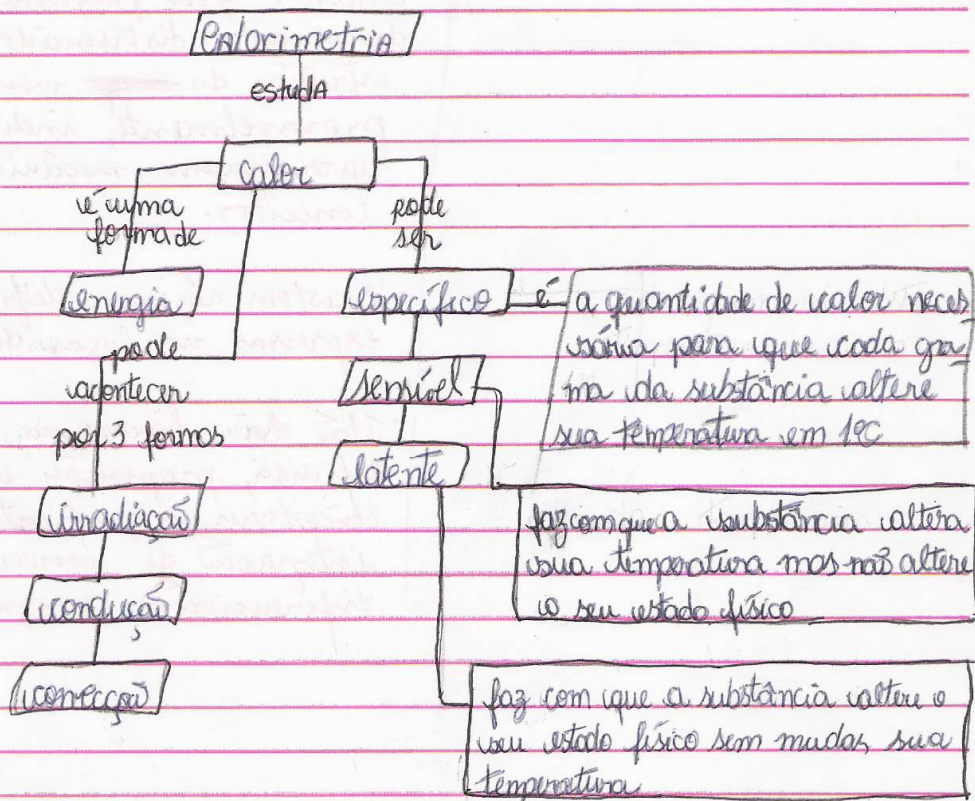 CALORIMETRIA
estudA
calor
é uma
forma de
pode
ser
energia
específico
é
a quantidade de calor neces
sária para que cada gra
ma da substância altere
sua temperatura em 1ºC
pode
acontecer
por 3 formas
sensível
latente
irradiação
condução
convecção
faz com que a substância altera
sua temperatura mas não altere
o seu estado físico
faz com que a substância altere o
seu estado físico sem mudar sua
temperatura